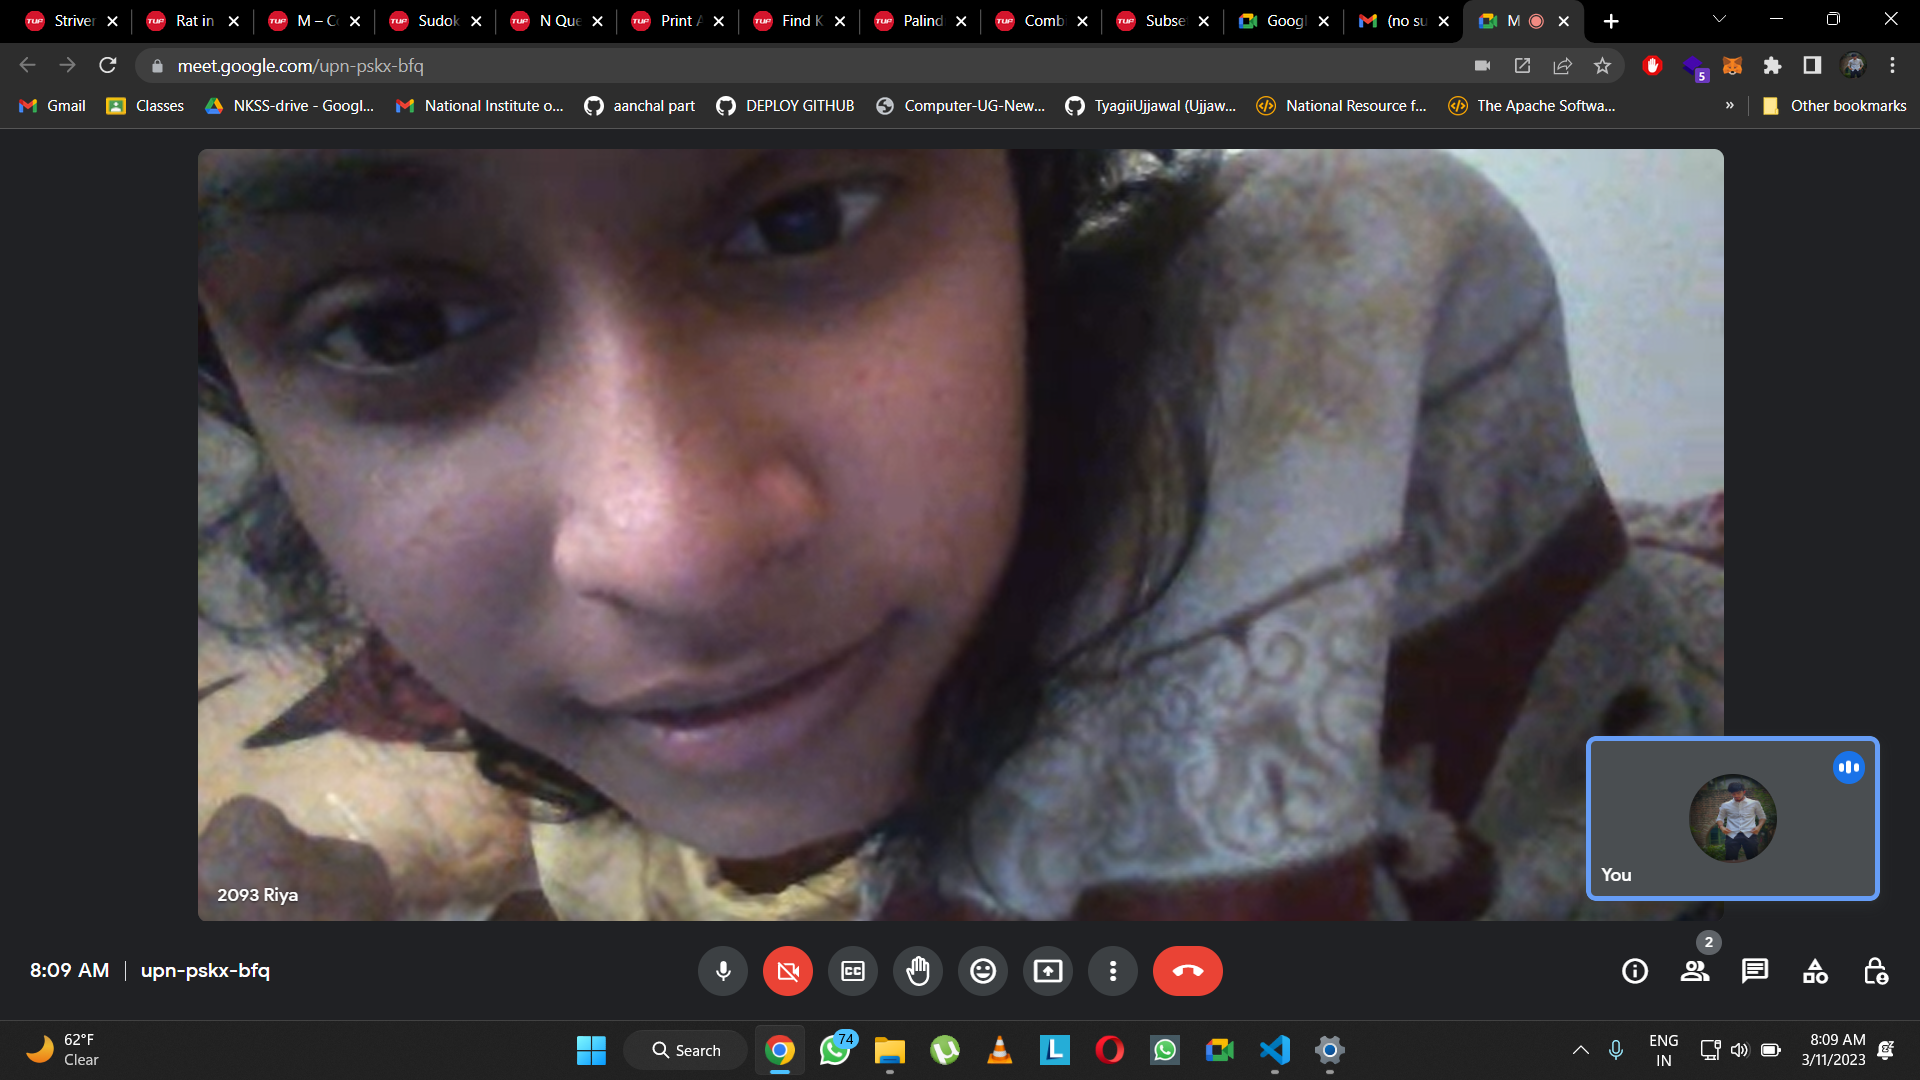 Striver
Rat in
M – C
Sudok
N Que
Print A
Find K
Palind
Comb
Subse
Googl
(no su
M
meet.google.com/upn-pskx-bfq
5
Gmail
Classes
NKSS-drive - Googl...
National Institute o...
aanchal part
DEPLOY GITHUB
Computer-UG-New...
TyagiiUjjawal (Ujjaw...
National Resource f...
The Apache Softwa...
»
Other bookmarks
2093 Riya
You
8:09 AM | upn-pskx-bfq
CC
2
62°F
Clear
Search
74
L
ENG
IN
8:09 AM
3/11/2023